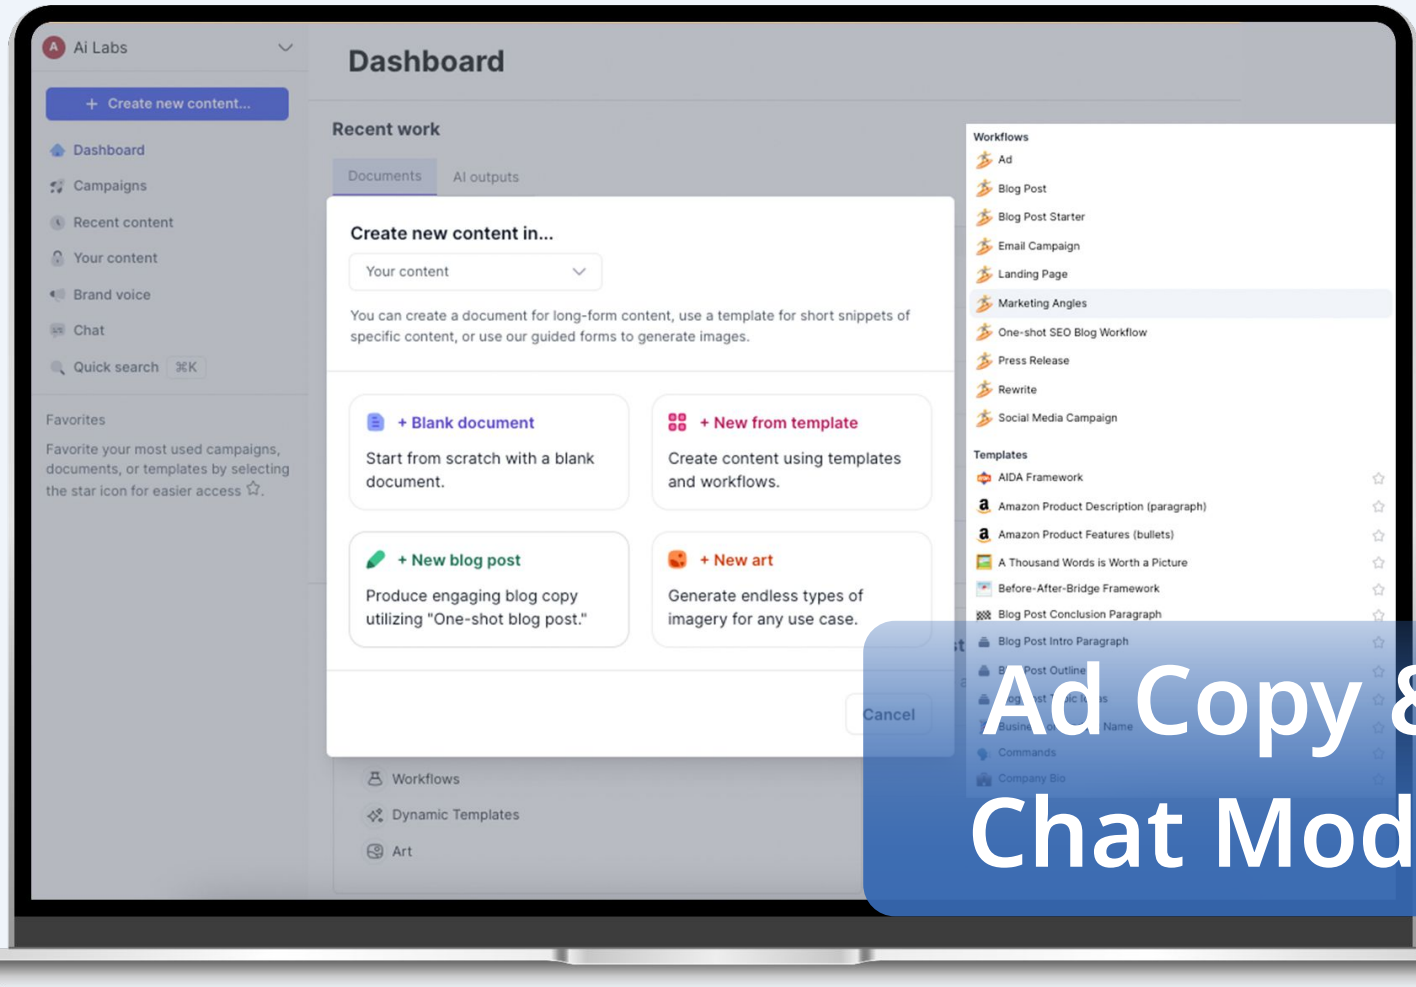 A Ai Labs
+ Create new content...
Dashboard
Campaigns
Recent content
Your content
Brand voice
Chat
Quick search ⌘K
Favorites
Favorite your most used campaigns,
documents, or templates by selecting
the star icon for easier access ☆.
Dashboard
Recent work
Documents AI outputs
Create new content in...
Your content
You can create a document for long-form content, use a template for short snippets of
specific content, or use our guided forms to generate images.
+ Blank document
Start from scratch with a blank
document.
+ New from template
Create content using templates
and workflows.
+ New blog post
Produce engaging blog copy
utilizing "One-shot blog post."
+ New art
Generate endless types of
imagery for any use case.
Cancel
Workflows
Dynamic Templates
Art
Workflows
Ad
Blog Post
Blog Post Starter
Email Campaign
Landing Page
Marketing Angles
One-shot SEO Blog Workflow
Press Release
Rewrite
Social Media Campaign
Templates
AIDA Framework
a Amazon Product Description (paragraph)
a Amazon Product Features (bullets)
A Thousand Words is Worth a Picture
Before-After-Bridge Framework
Blog Post Conclusion Paragraph
Blog Post Intro Paragraph
Post Outline
Name
Commands
Company Bio
Ad Copy &
Chat Mod